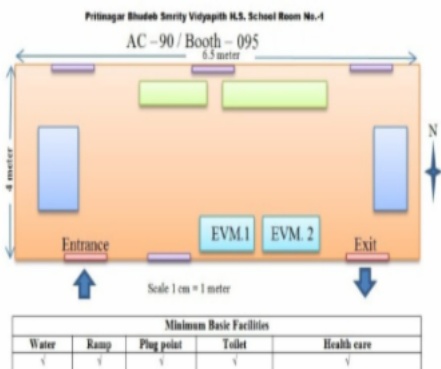 Pritinagar Bhudeb Smrity Vidyapith H.S. School Room No.-1
AC – 90 / Booth – 095
6.5 meter
4 meter
N
EVM.1 EVM. 2
Entrance Exit
Scale 1 cm = 1 meter
Minimum Basic Facilities
Water Ramp Plug point Toilet Health care
√ √ √ √ √